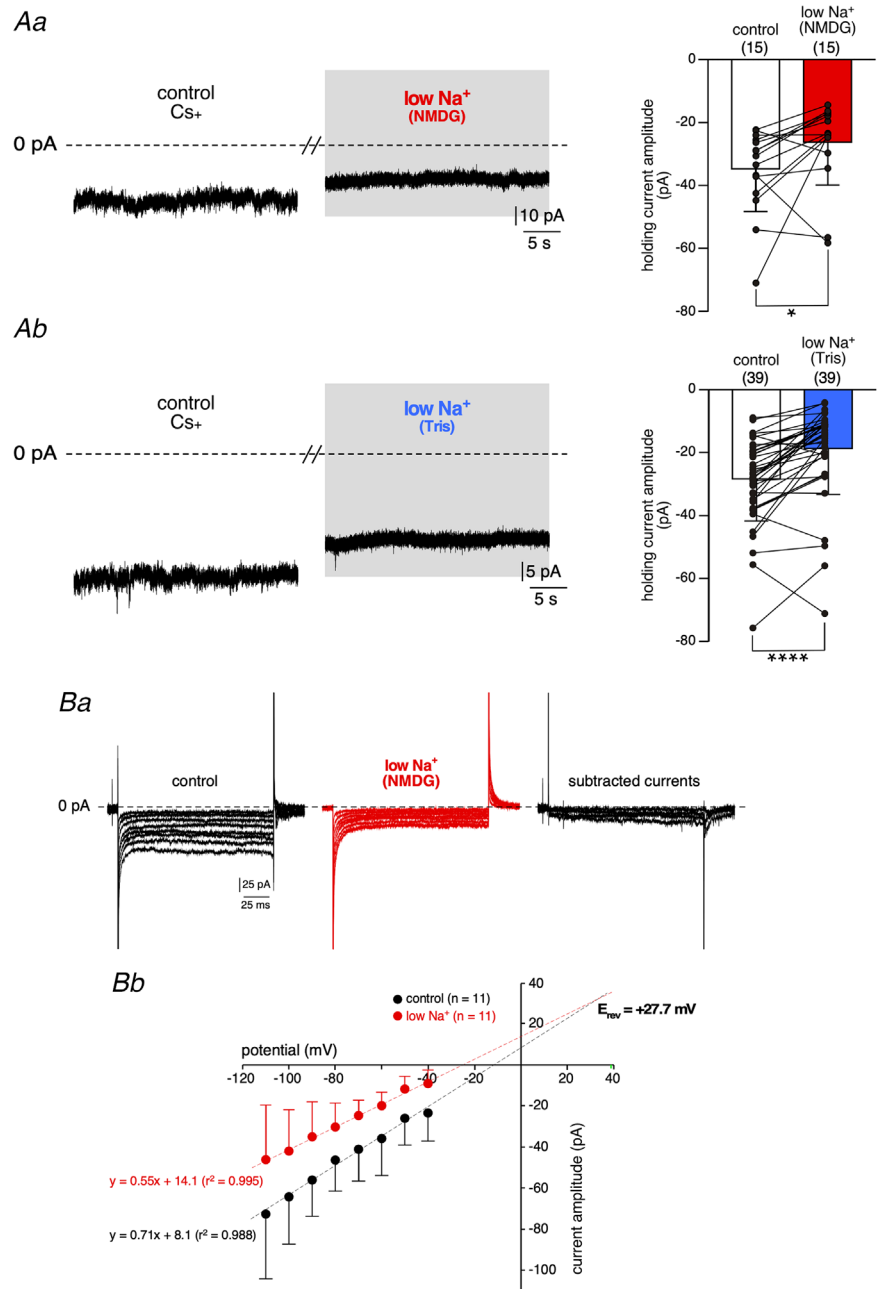 Aa
control
Cs+
low Na⁺
(NMDG)
0 pA
10 pA
5 s
control
(15)
low Na⁺
(NMDG)
(15)
0
-20
-40
-60
-80
holding current amplitude
(pA)
*
Ab
control
Cs+
low Na⁺
(Tris)
0 pA
5 pA
5 s
control
(39)
low Na⁺
(Tris)
(39)
0
-20
-40
-60
-80
holding current amplitude
(pA)
****
Ba
control
low Na⁺
(NMDG)
subtracted currents
0 pA
25 pA
25 ms
Bb
control (n = 11)
low Na⁺ (n = 11)
E_rev = +27.7 mV
potential (mV)
-120 -100 -80 -60 -40 -20 20 40
40
20
-20
-40
-60
-80
-100
current amplitude (pA)
y = 0.55x + 14.1 (r² = 0.995)
y = 0.71x + 8.1 (r² = 0.988)